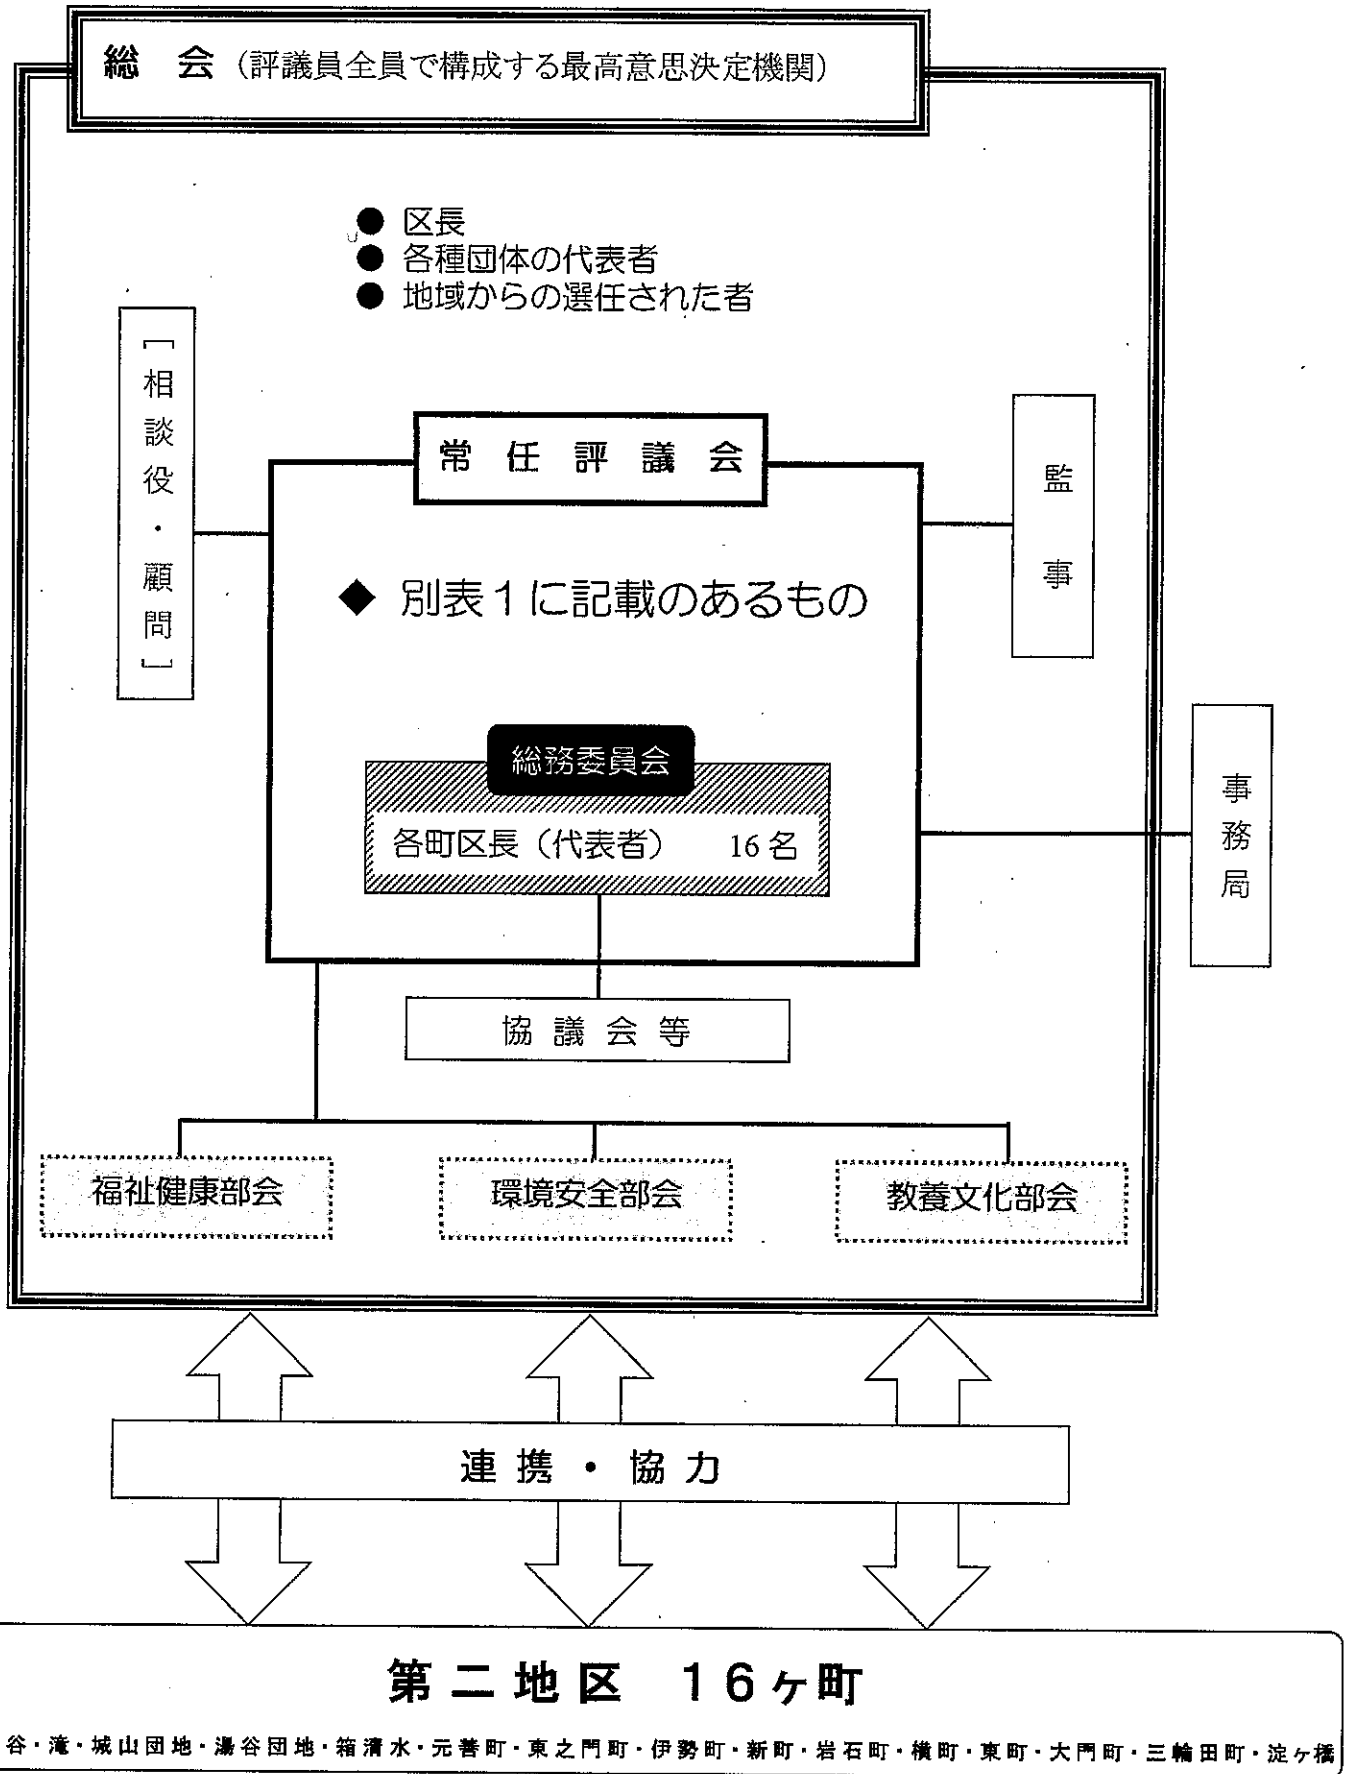 総 会（評議員全員で構成する最高意思決定機関）
● 区長
● 各種団体の代表者
● 地域からの選任された者
［相談役・顧問］
常任評議会
監事
◆ 別表１に記載のあるもの
総務委員会
各町区長（代表者） 16名
事務局
協議会等
福祉健康部会
環境安全部会
教養文化部会
連携・協力
第二地区 16ヶ町
谷・滝・城山団地・湯谷団地・箱清水・元善町・東之門町・伊勢町・新町・岩石町・横町・東町・大門町・三輪田町・淀ヶ橋